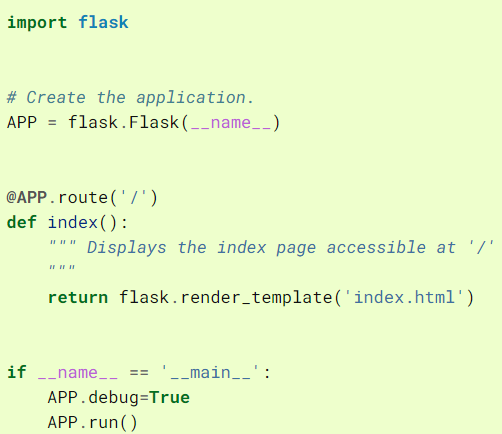 import flask
# Create the application.
APP = flask.Flask(__name__)
@APP.route('/')
def index():
    """ Displays the index page accessible at '/'
    """
    return flask.render_template('index.html')
if __name__ == '__main__':
    APP.debug=True
    APP.run()